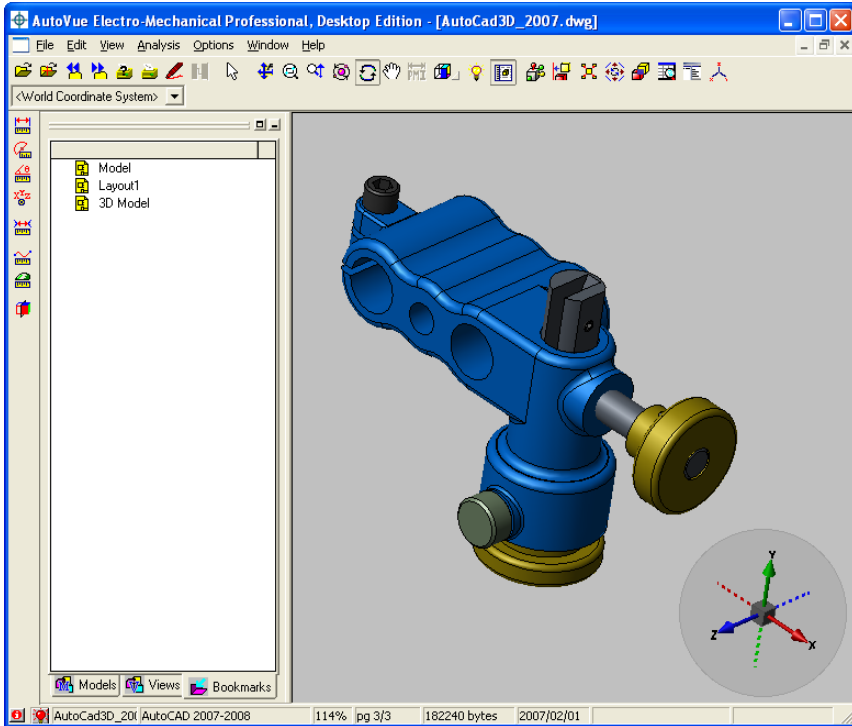 AutoVue Electro-Mechanical Professional, Desktop Edition - [AutoCad3D_2007.dwg]
File Edit View Analysis Options Window Help
<World Coordinate System>
Model
Layout1
3D Model
Y
Z
X
Models Views Bookmarks
AutoCad3D_20( AutoCAD 2007-2008 114% pg 3/3 182240 bytes 2007/02/01